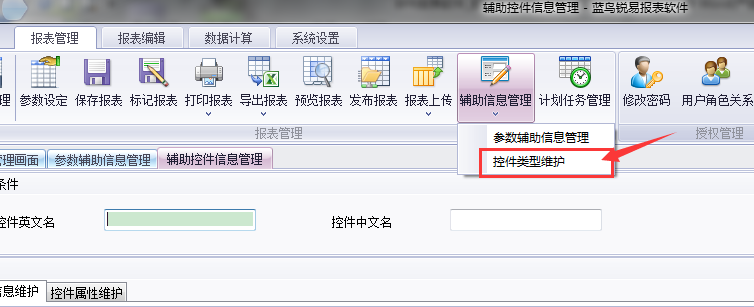 辅助控件信息管理 - 蓝鸟锐易报表软件
报表管理 报表编辑 数据计算 系统设置
理 参数设定 保存报表 标记报表 打印报表 导出报表 预览报表 发布报表 报表上传 辅助信息管理 计划任务管理 修改密码 用户角色关系
报表管理 授权管理
参数辅助信息管理
控件类型维护
管理画面 参数辅助信息管理 辅助控件信息管理
条件
控件英文名 控件中文名
信息维护 控件属性维护